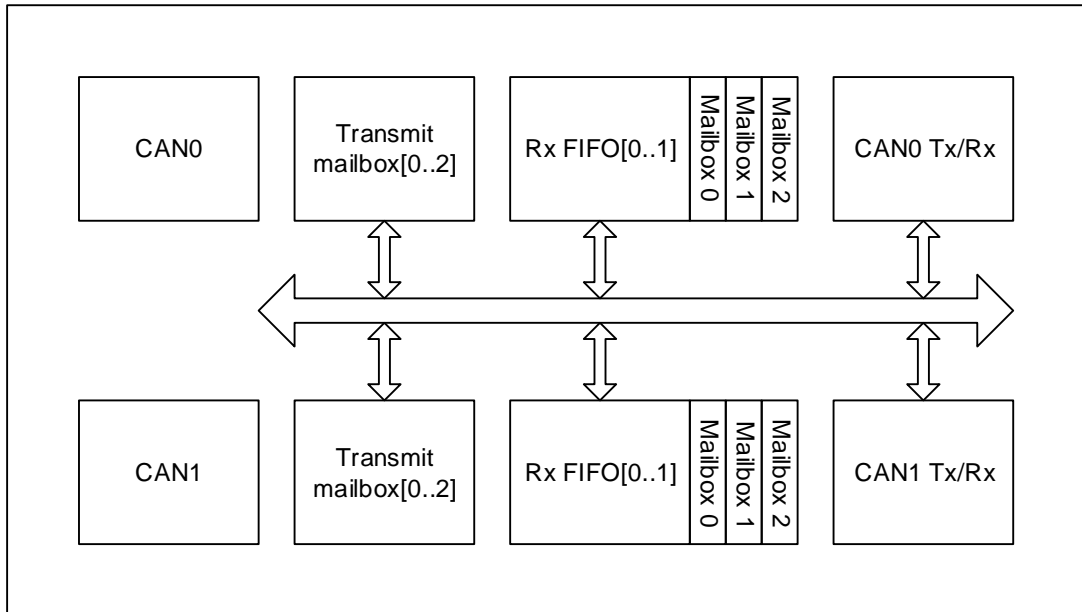 CAN0
Transmit
mailbox[0..2]
Rx FIFO[0..1]
Mailbox 0
Mailbox 1
Mailbox 2
CAN0 Tx/Rx
CAN1
Transmit
mailbox[0..2]
Rx FIFO[0..1]
Mailbox 0
Mailbox 1
Mailbox 2
CAN1 Tx/Rx